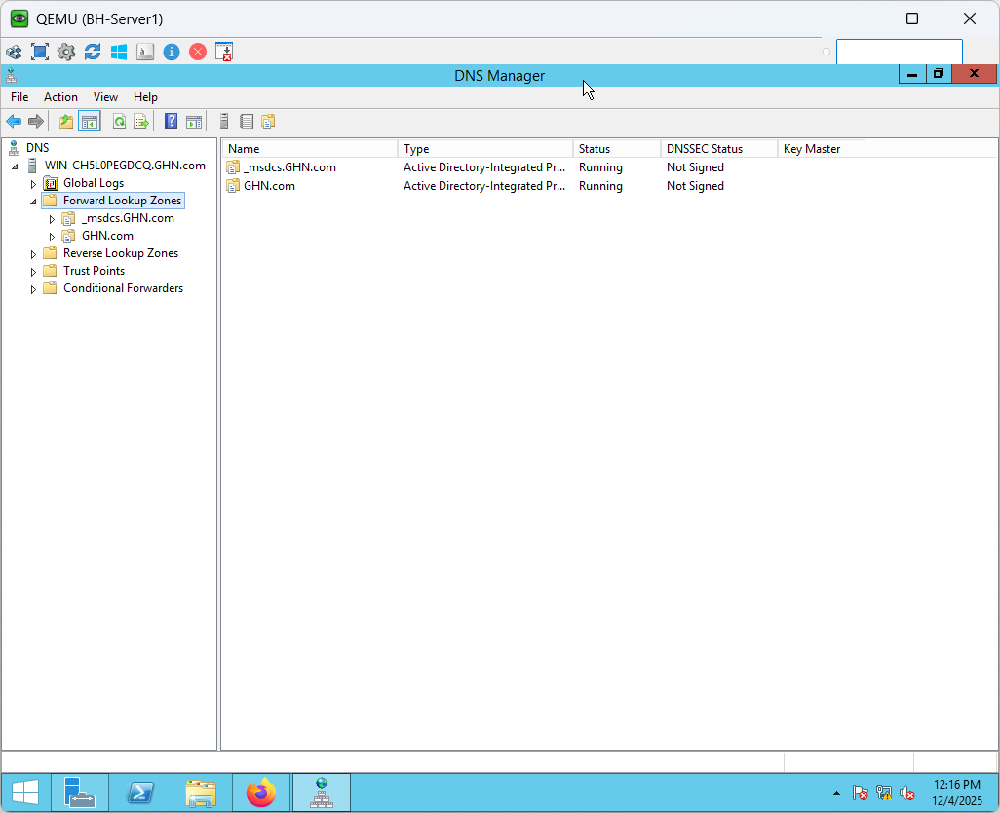 QEMU (BH-Server1)
DNS Manager
File Action View Help
DNS
WIN-CH5L0PEGDCQ.GHN.com
Global Logs
Forward Lookup Zones
_msdcs.GHN.com
GHN.com
Reverse Lookup Zones
Trust Points
Conditional Forwarders
Name Type Status DNSSEC Status Key Master
_msdcs.GHN.com Active Directory-Integrated Pr... Running Not Signed
GHN.com Active Directory-Integrated Pr... Running Not Signed
12:16 PM
12/4/2025